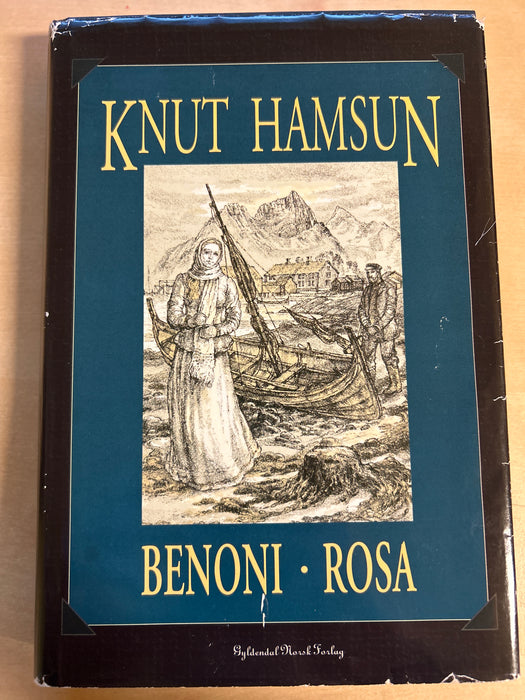 KNUT HAMSUN
BENONI · ROSA
Gyldendal Norsk Forlag